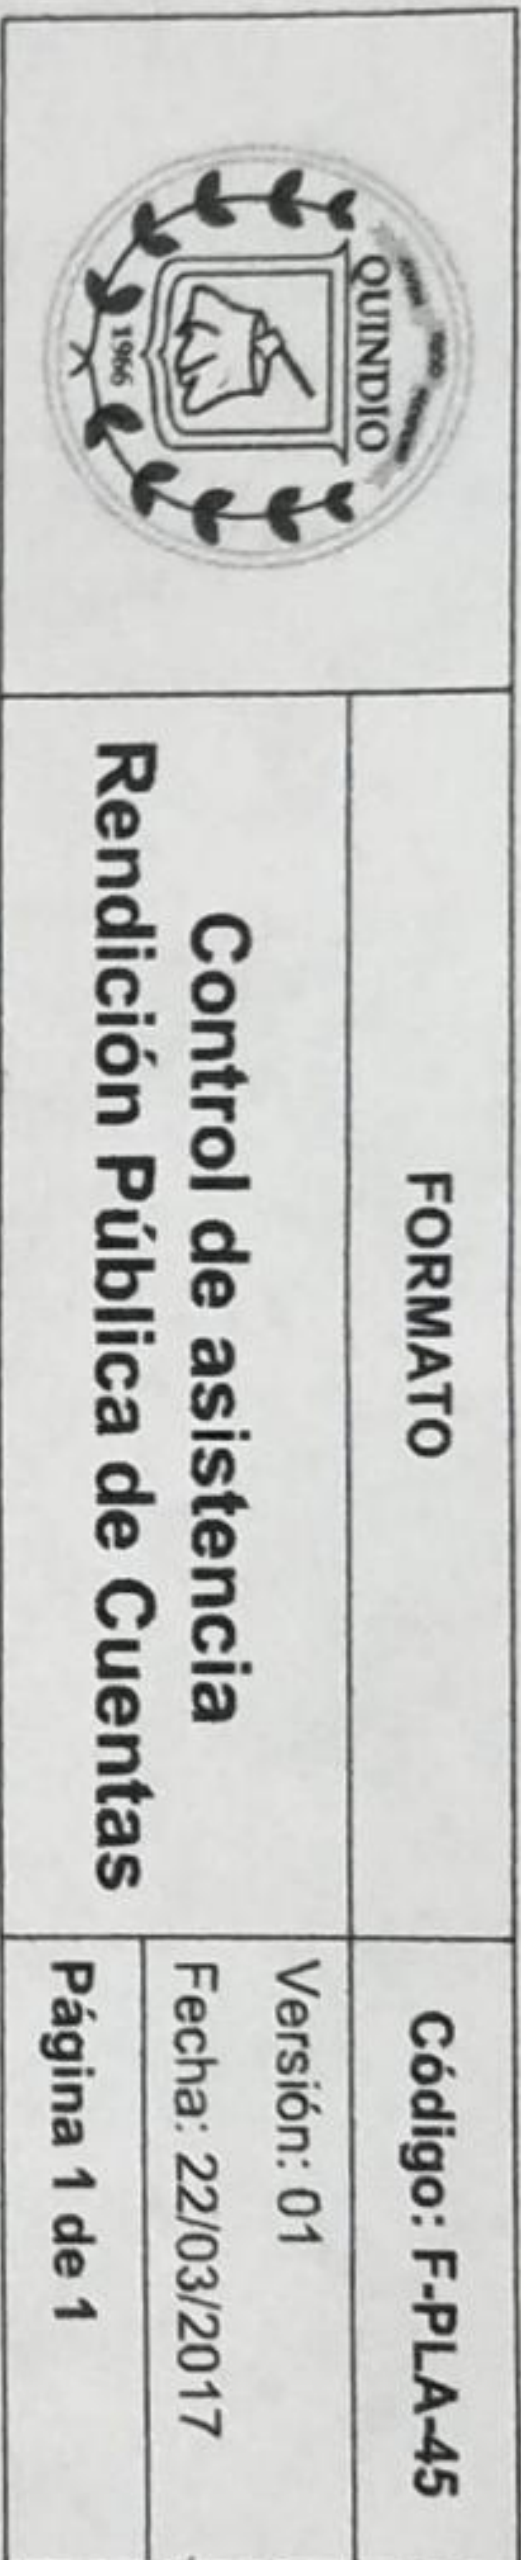 QUINDIO
1966
FORMATO
Control de asistencia
Rendición Pública de Cuentas
Código: F-PLA-45
Versión: 01
Fecha: 22/03/2017
Página 1 de 1